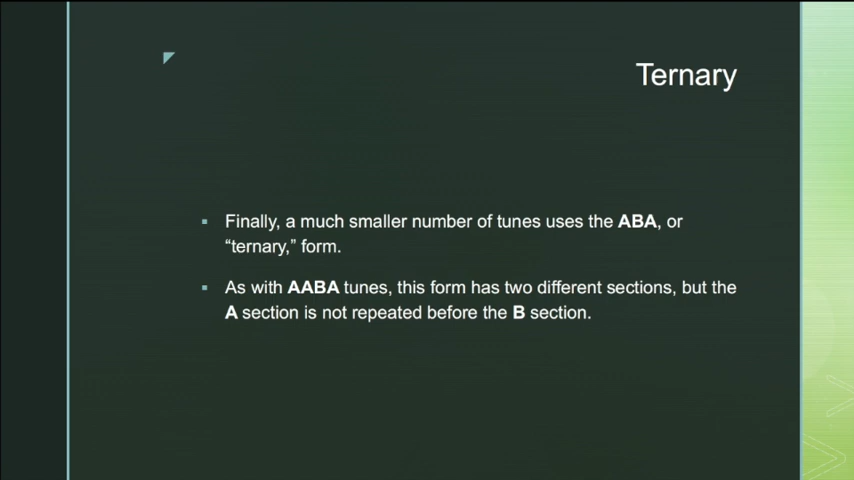 Ternary
Finally, a much smaller number of tunes uses the ABA, or
“ternary,” form.
As with AABA tunes, this form has two different sections, but the
A section is not repeated before the B section.